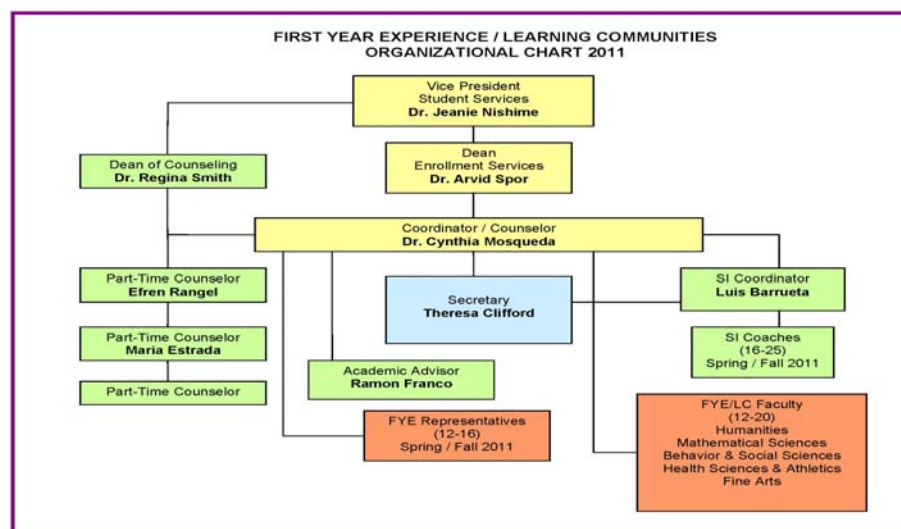 FIRST YEAR EXPERIENCE / LEARNING COMMUNITIES
ORGANIZATIONAL CHART 2011
Vice President
Student Services
Dr. Jeanie Nishime
Dean of Counseling
Dr. Regina Smith
Dean
Enrollment Services
Dr. Arvid Spor
Coordinator / Counselor
Dr. Cynthia Mosqueda
Part-Time Counselor
Efren Rangel
Secretary
Theresa Clifford
SI Coordinator
Luis Barrueta
Part-Time Counselor
Maria Estrada
SI Coaches
(16-25)
Spring / Fall 2011
Academic Advisor
Ramon Franco
Part-Time Counselor
FYE Representatives
(12-16)
Spring / Fall 2011
FYE/LC Faculty
(12-20)
Humanities
Mathematical Sciences
Behavior & Social Sciences
Health Sciences & Athletics
Fine Arts